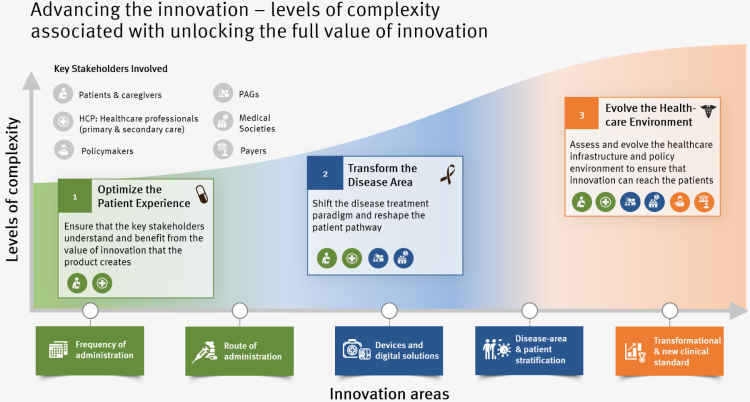 Advancing the innovation – levels of complexity
associated with unlocking the full value of innovation
Key Stakeholders Involved
Patients & caregivers
PAGs
HCP: Healthcare professionals
(primary & secondary care)
Medical
Societies
Policymakers
Payers
Levels of complexity
1
Optimize the
Patient Experience
Ensure that the key stakeholders
understand and benefit from the
value of innovation that the
product creates
2
Transform the
Disease Area
Shift the disease treatment
paradigm and reshape the
patient pathway
3
Evolve the Health-
care Environment
Assess and evolve the healthcare
infrastructure and policy
environment to ensure that
innovation can reach the patients
Frequency of
administration
Route of
administration
Devices and
digital solutions
Disease-area
& patient
stratification
Transformational
& new clinical
standard
Innovation areas